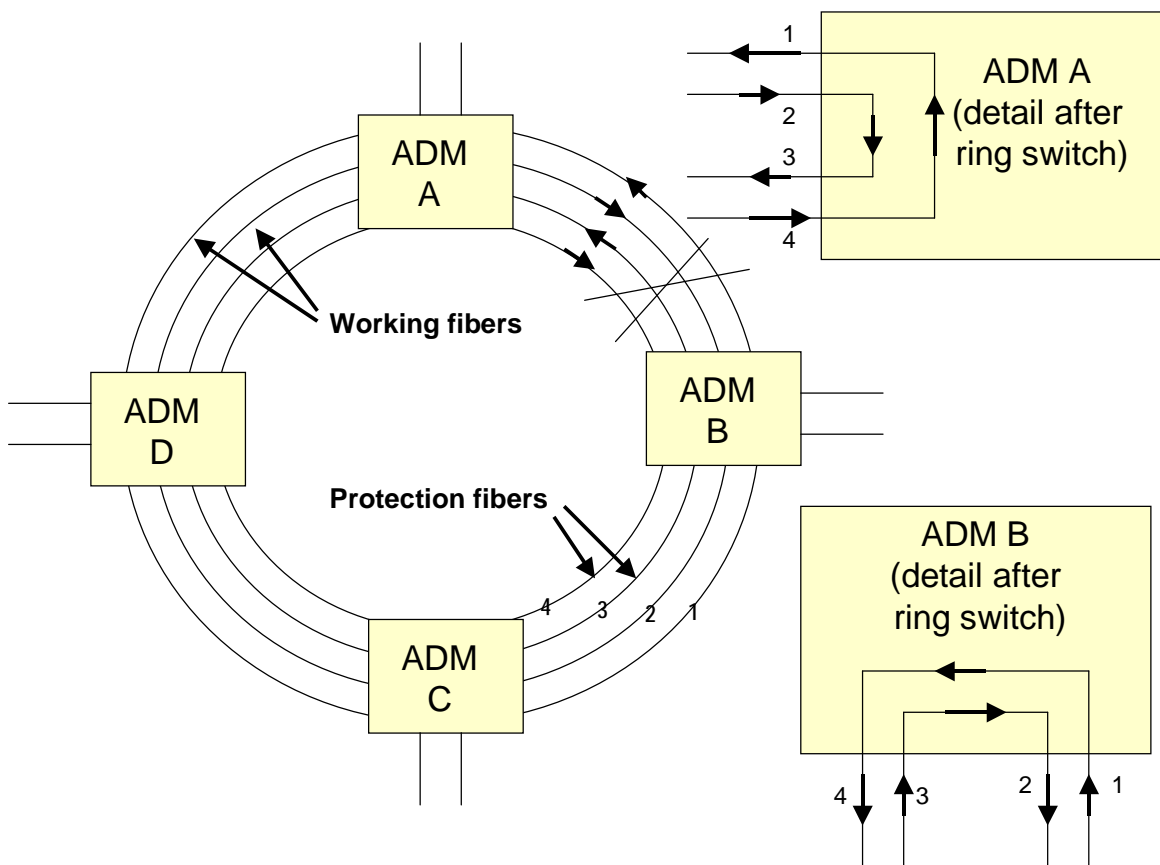 1
2
3
4
ADM A
(detail after
ring switch)
ADM
A
Working fibers
ADM
D
ADM
B
Protection fibers
4 3 2 1
ADM
C
ADM B
(detail after
ring switch)
4 3 2 1